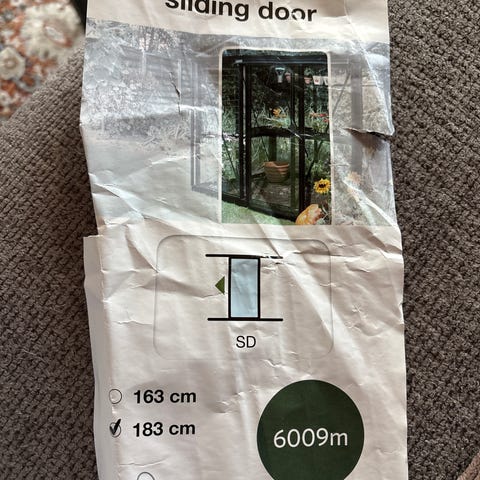 sliding door
SD
163 cm
183 cm
6009m